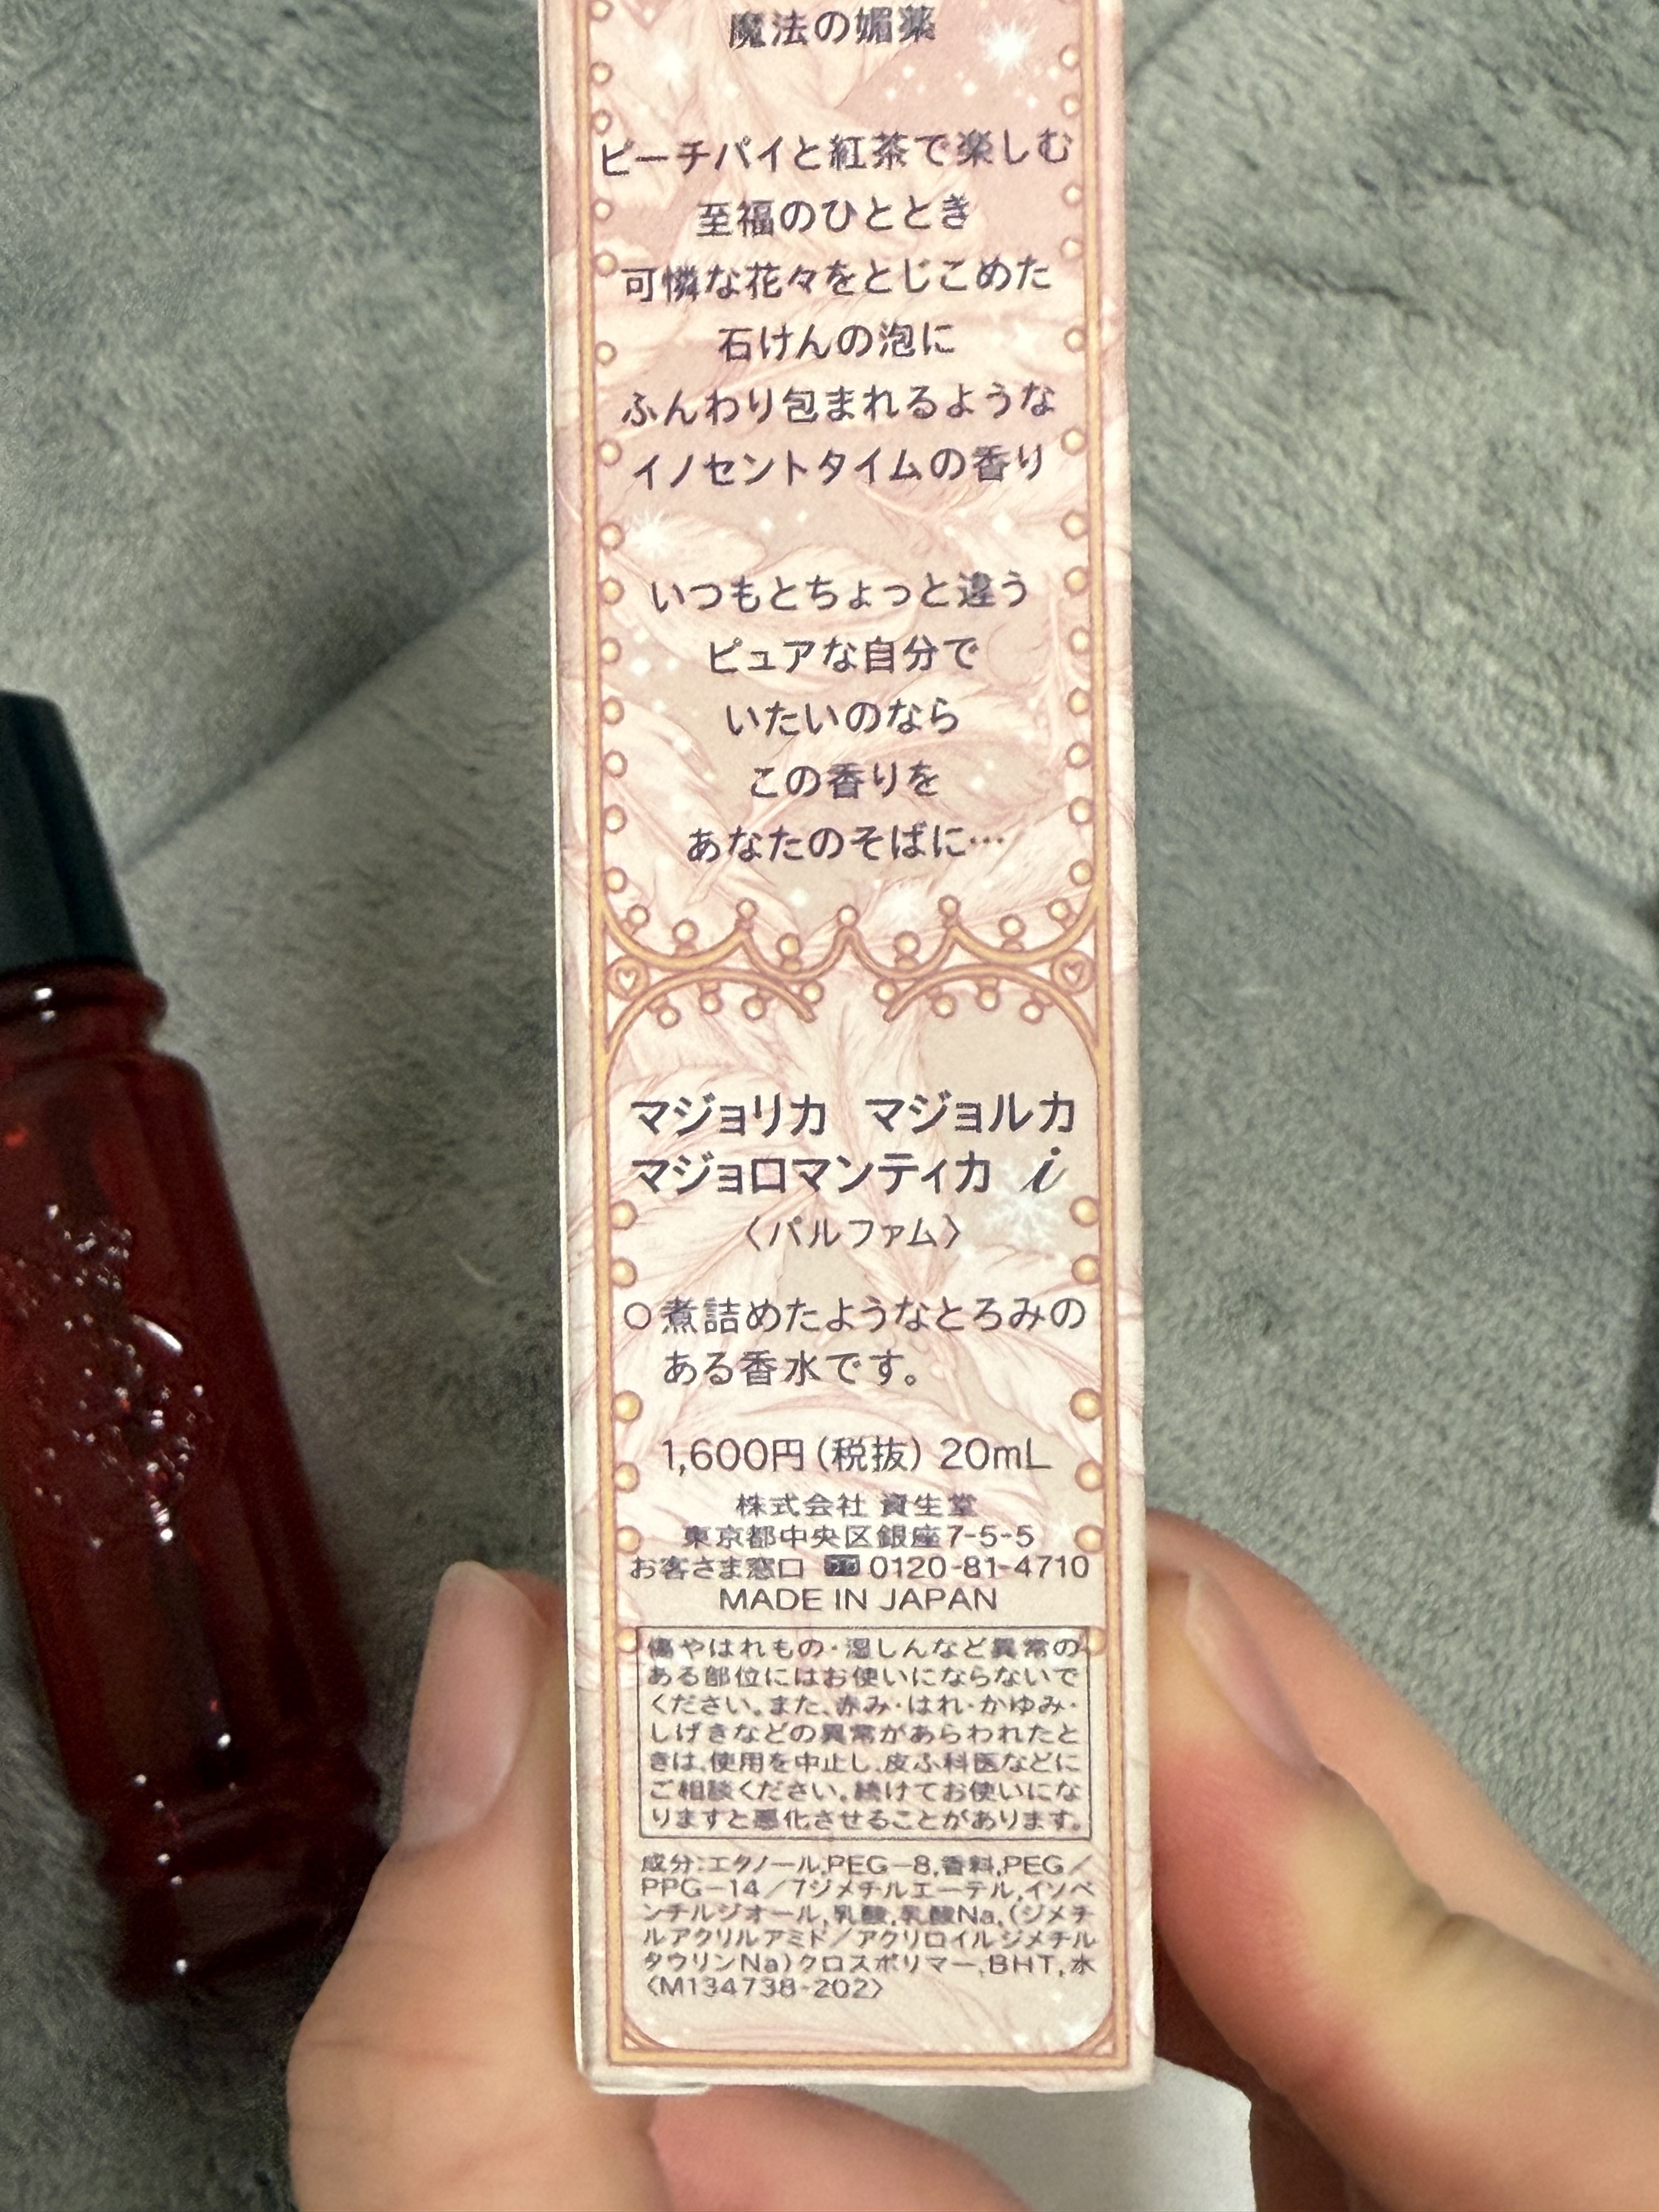 魔法の媚薬
ピーチパイと紅茶で楽しむ
至福のひととき
可憐な花々をとじこめた
石けんの泡に
ふんわり包まれるような
イノセントタイムの香り
いつもとちょっと違う
ピュアな自分で
いたいのなら
この香りを
あなたのそばに…
マジョリカ マジョルカ
マジョロマンティカ i
〈パルファム〉
○煮詰めたようなとろみの
ある香水です。
1,600円(税抜) 20mL
株式会社 資生堂
東京都中央区銀座7-5-5
お客さま窓口 0120-81-4710
MADE IN JAPAN
傷やはれもの・湿しんなど異常の
ある部位にはお使いにならないで
ください。また、赤み・はれ・かゆみ・
しげきなどの異常があらわれたと
きは、使用を中止し、皮ふ科医などに
ご相談ください。続けてお使いにな
りますと悪化させることがあります。
成分:エタノール,PEG-8,香料,PEG/
PPG-14/7ジメチルエーテル,イソペ
ンチルジオール,乳酸,乳酸Na,(ジメチ
ルアクリルアミド/アクリロイルジメチル
タウリンNa)クロスポリマー,BHT,水
〈M134738-202〉